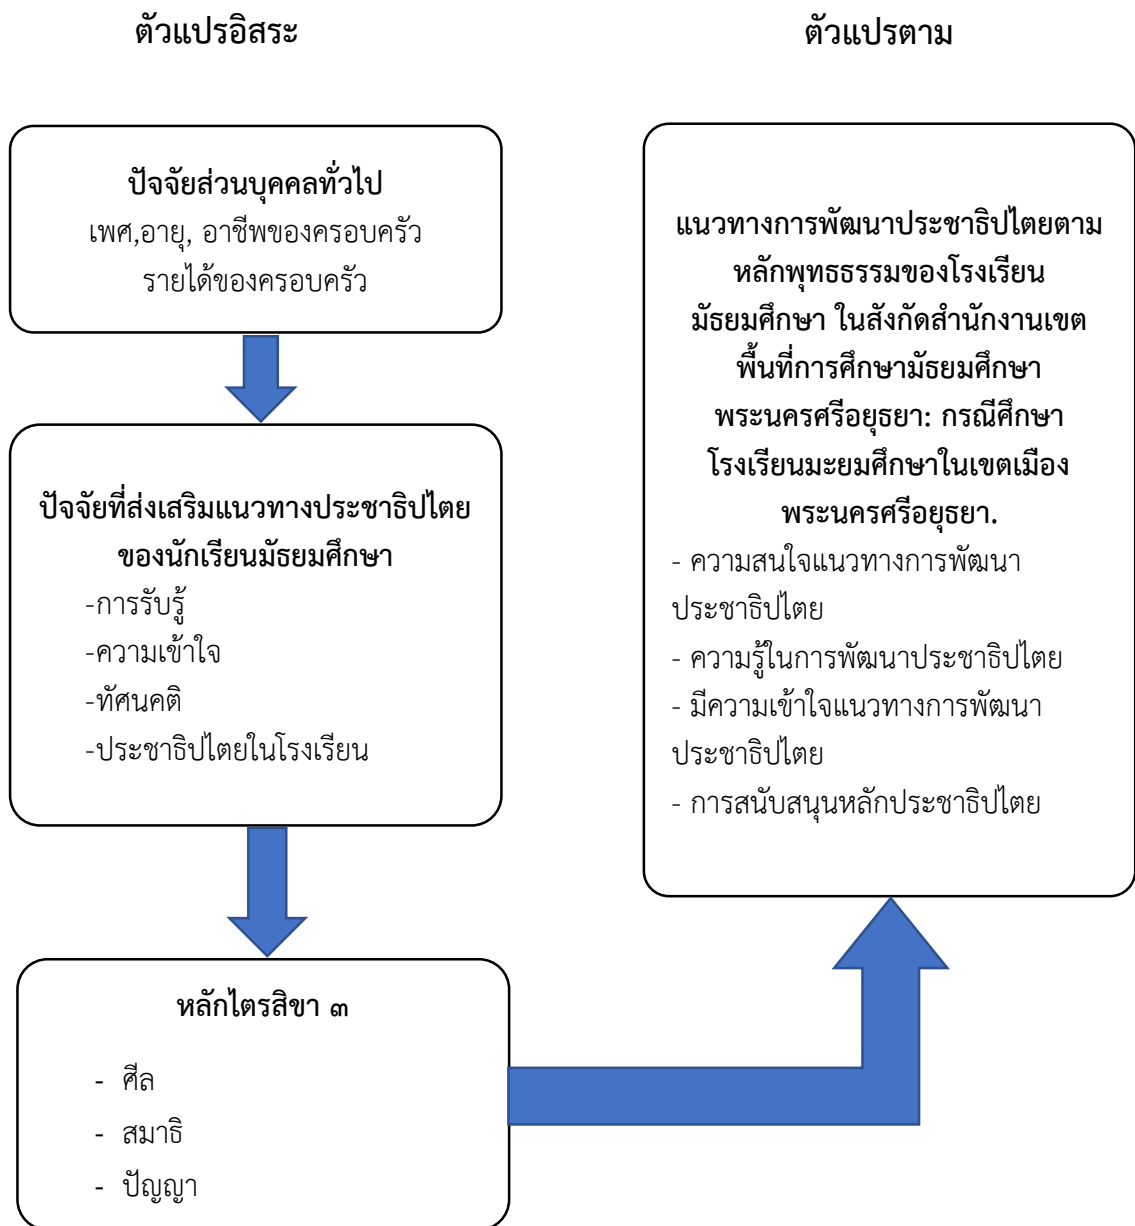 ตัวแปรอิสระ
ตัวแปรตาม
ปัจจัยส่วนบุคคลทั่วไป
เพศ,อายุ, อาชีพของครอบครัว
รายได้ของครอบครัว
ปัจจัยที่ส่งเสริมแนวทางประชาธิปไตย
ของนักเรียนมัธยมศึกษา
-การรับรู้
-ความเข้าใจ
-ทัศนคติ
-ประชาธิปไตยในโรงเรียน
หลักไตรสิขา ๓
- ศีล
- สมาธิ
- ปัญญา
แนวทางการพัฒนาประชาธิปไตยตาม
หลักพุทธธรรมของโรงเรียน
มัธยมศึกษา ในสังกัดสำนักงานเขต
พื้นที่การศึกษามัธยมศึกษา
พระนครศรีอยุธยา: กรณีศึกษา
โรงเรียนมะยมศึกษาในเขตเมือง
พระนครศรีอยุธยา.
- ความสนใจแนวทางการพัฒนา
ประชาธิปไตย
- ความรู้ในการพัฒนาประชาธิปไตย
- มีความเข้าใจแนวทางการพัฒนา
ประชาธิปไตย
- การสนับสนุนหลักประชาธิปไตย